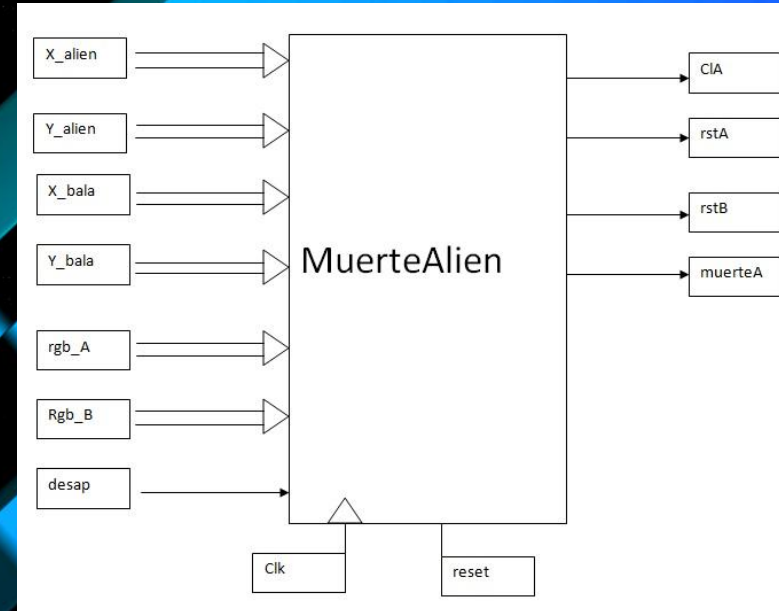 X_alien
Y_alien
X_bala
Y_bala
rgb_A
Rgb_B
desap
MuerteAlien
ClA
rstA
rstB
muerteA
Clk
reset